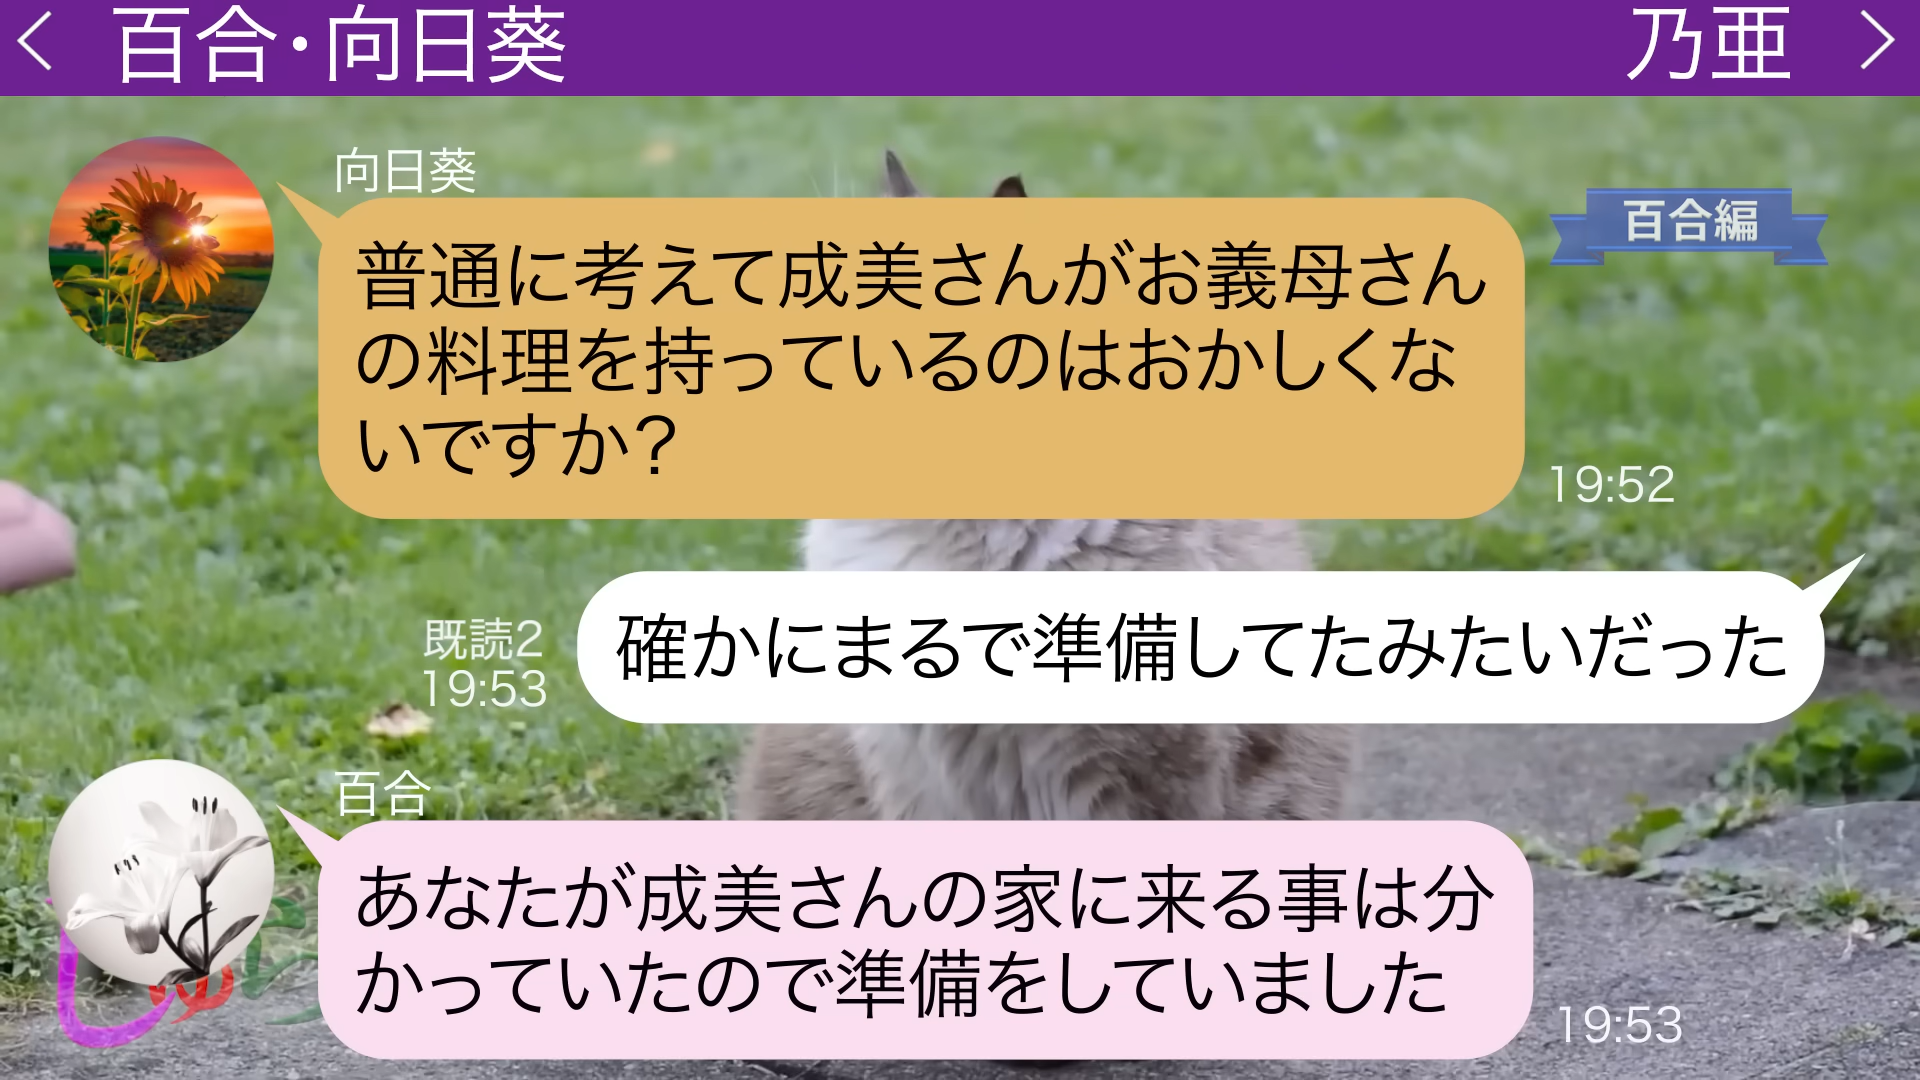 百合・向日葵
乃亜
向日葵
百合編
普通に考えて成美さんがお義母さん
の料理を持っているのはおかしくな
いですか?
19:52
確かにまるで準備してたみたいだった
既読2
19:53
百合
あなたが成美さんの家に来る事は分
かっていたので準備をしていました
19:53